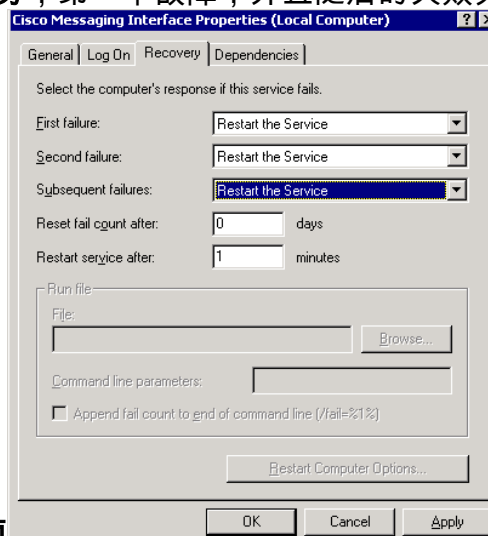 Cisco Messaging Interface Properties (Local Computer)
General Log On Recovery Dependencies
Select the computer's response if this service fails.
First failure: Restart the Service
Second failure: Restart the Service
Subsequent failures: Restart the Service
Reset fail count after: 0 days
Restart service after: 1 minutes
Run file
File:
Browse...
Command line parameters:
Append fail count to end of command line (/fail=%1%)
Restart Computer Options...
OK Cancel Apply